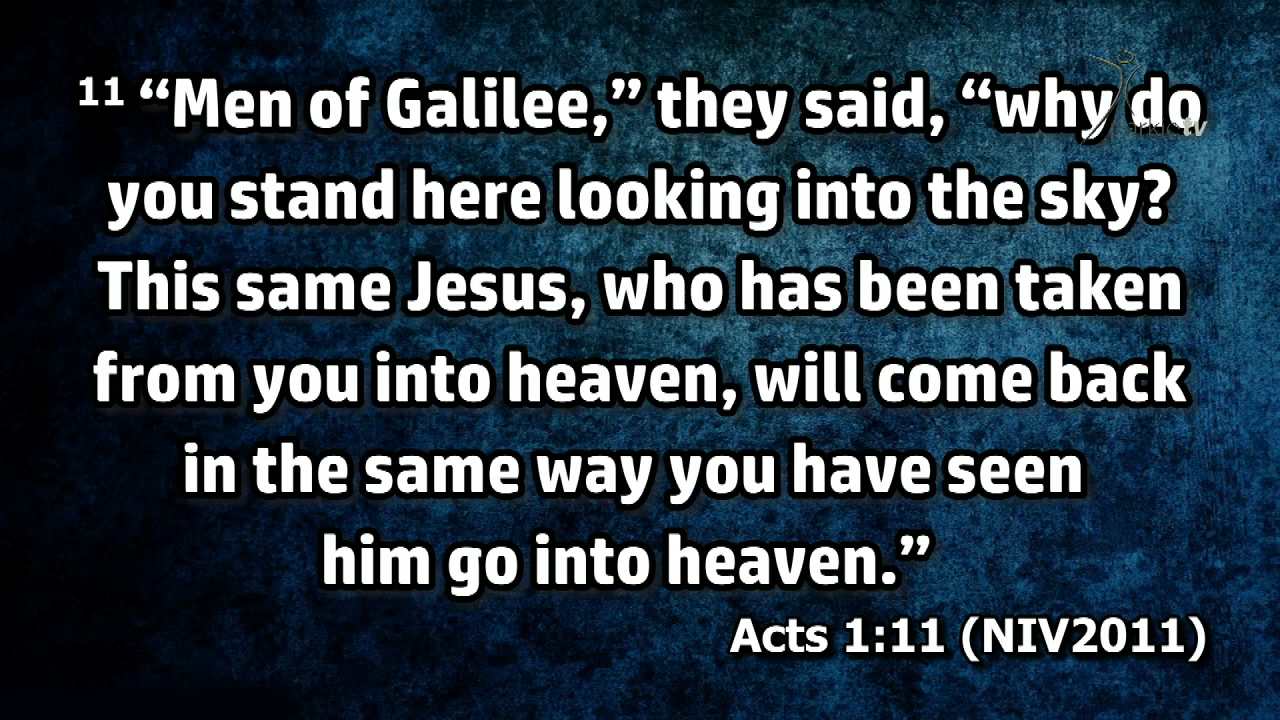 11 “Men of Galilee,” they said, “why do
you stand here looking into the sky?
This same Jesus, who has been taken
from you into heaven, will come back
in the same way you have seen
him go into heaven.”
Acts 1:11 (NIV2011)
tv